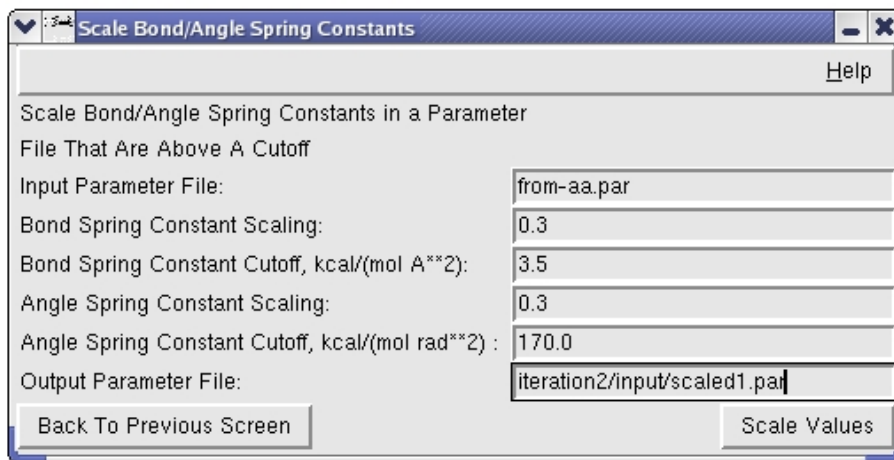 Scale Bond/Angle Spring Constants
Help
Scale Bond/Angle Spring Constants in a Parameter
File That Are Above A Cutoff
Input Parameter File: from-aa.par
Bond Spring Constant Scaling: 0.3
Bond Spring Constant Cutoff, kcal/(mol A**2): 3.5
Angle Spring Constant Scaling: 0.3
Angle Spring Constant Cutoff, kcal/(mol rad**2) : 170.0
Output Parameter File: iteration2/input/scaled1.par
Back To Previous Screen Scale Values